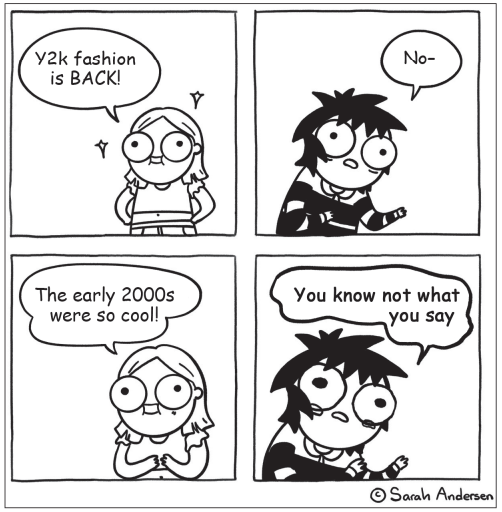 Y2k fashion
is BACK!
No-
The early 2000s
were so cool!
You know not what
you say
© Sarah Andersen